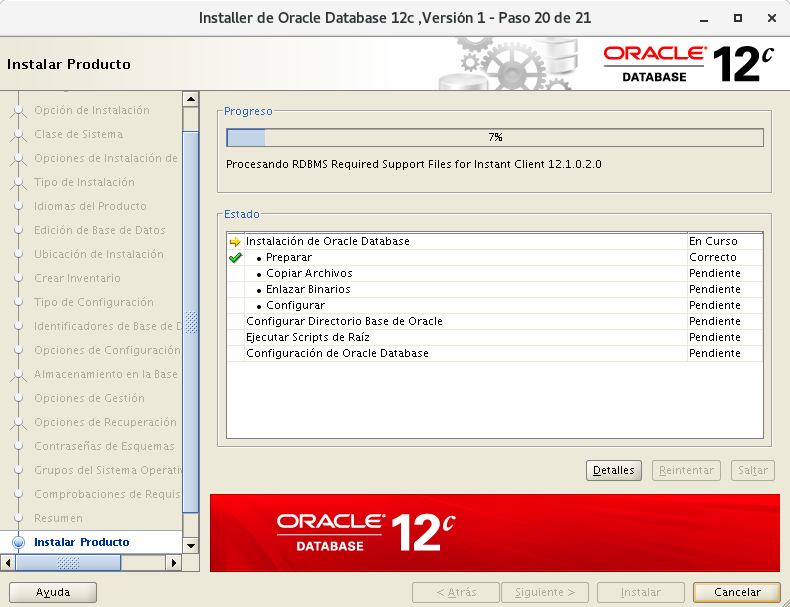 Installer de Oracle Database 12c ,Versión 1 - Paso 20 de 21
Instalar Producto
ORACLE
DATABASE
12c
Opción de Instalación
Clase de Sistema
Opciones de Instalación de
Tipo de Instalación
Idiomas del Producto
Edición de Base de Datos
Ubicación de Instalación
Crear Inventario
Tipo de Configuración
Identificadores de Base de D
Opciones de Configuración
Almacenamiento en la Base
Opciones de Gestión
Opciones de Recuperación
Contraseñas de Esquemas
Grupos del Sistema Operativ
Comprobaciones de Requis
Resumen
Instalar Producto
Progreso
7%
Procesando RDBMS Required Support Files for Instant Client 12.1.0.2.0
Estado
Instalación de Oracle Database En Curso
• Preparar Correcto
• Copiar Archivos Pendiente
• Enlazar Binarios Pendiente
• Configurar Pendiente
Configurar Directorio Base de Oracle Pendiente
Ejecutar Scripts de Raíz Pendiente
Configuración de Oracle Database Pendiente
Detalles Reintentar Saltar
ORACLE
DATABASE
12c
Ayuda < Atrás Siguiente > Instalar Cancelar